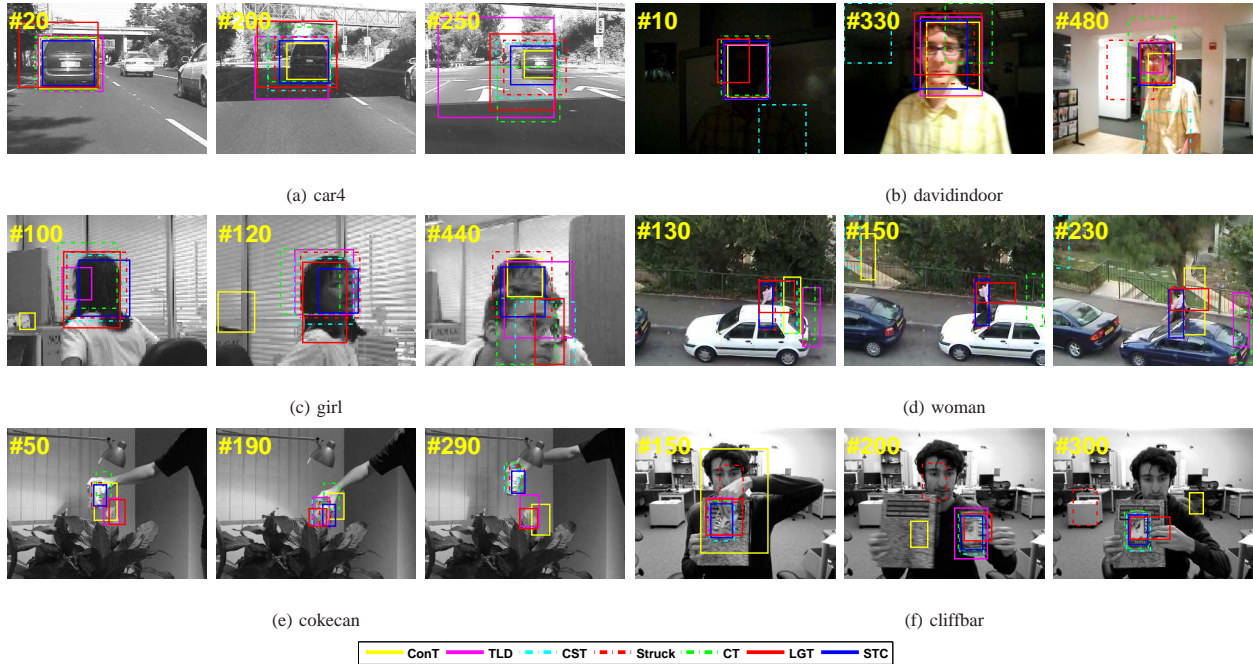 #20 #200 #250 #10 #330 #480
(a) car4 (b) davidindoor
#100 #120 #440 #130 #150 #230
(c) girl (d) woman
#50 #190 #290 #150 #200 #300
(e) cokecan (f) cliffbar
ConT TLD CST Struck CT LGT STC